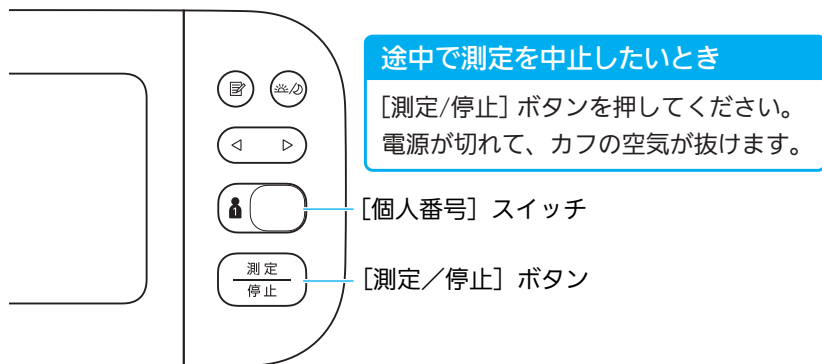 途中で測定を中止したいとき
[測定/停止] ボタンを押してください。
電源が切れて、カフの空気が抜けます。
1
[個人番号] スイッチ
測定
停止
[測定／停止] ボタン